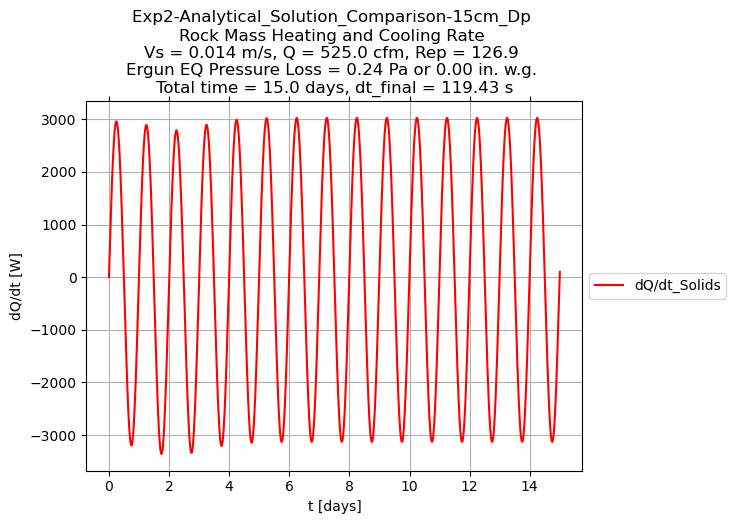 Exp2-Analytical_Solution_Comparison-15cm_Dp
Rock Mass Heating and Cooling Rate
Vs = 0.014 m/s, Q = 525.0 cfm, Rep = 126.9
Ergun EQ Pressure Loss = 0.24 Pa or 0.00 in. w.g.
Total time = 15.0 days, dt_final = 119.43 s
3000
2000
1000
0
−1000
−2000
−3000
dQ/dt [W]
dQ/dt_Solids
0 2 4 6 8 10 12 14
t [days]